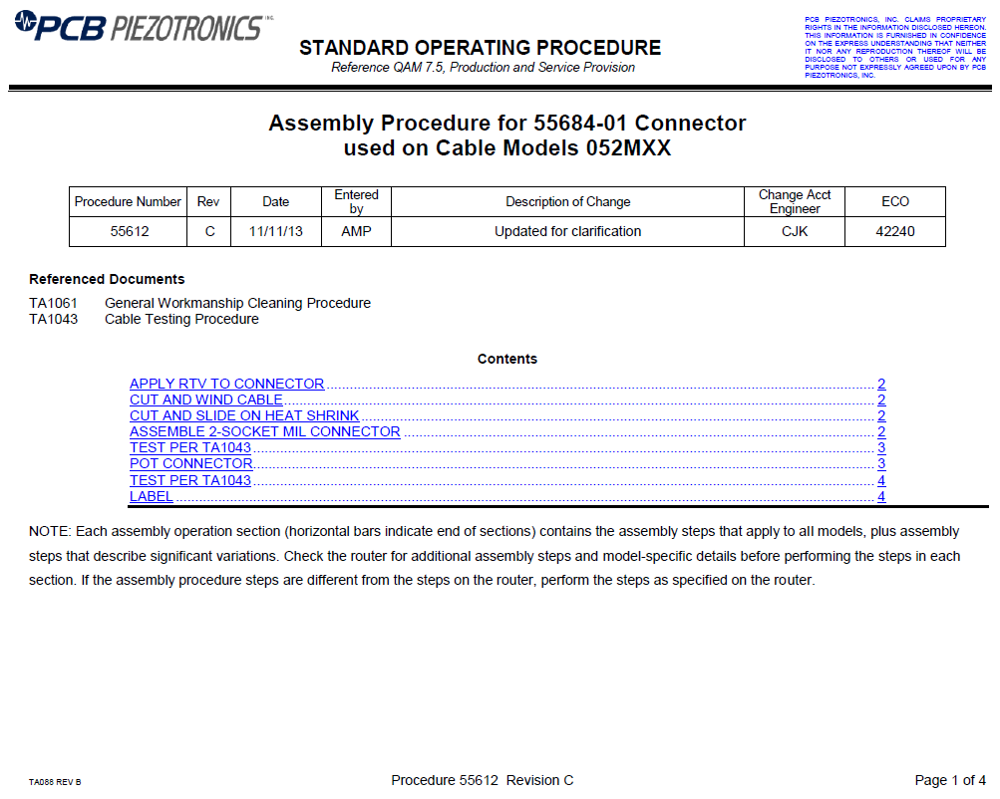 PCB PIEZOTRONICS INC.
STANDARD OPERATING PROCEDURE
Reference QAM 7.5, Production and Service Provision
PCB PIEZOTRONICS, INC. CLAIMS PROPRIETARY
RIGHTS IN THE INFORMATION DISCLOSED HEREON.
THIS INFORMATION IS FURNISHED IN CONFIDENCE
ON THE EXPRESS UNDERSTANDING THAT NEITHER
IT NOR ANY REPRODUCTION THEREOF WILL BE
DISCLOSED TO OTHERS OR USED FOR ANY
PURPOSE NOT EXPRESSLY AGREED UPON BY PCB
PIEZOTRONICS, INC.
Assembly Procedure for 55684-01 Connector
used on Cable Models 052MXX
Procedure Number Rev Date Entered by Description of Change Change Acct Engineer ECO
55612 C 11/11/13 AMP Updated for clarification CJK 42240
Referenced Documents
TA1061 General Workmanship Cleaning Procedure
TA1043 Cable Testing Procedure
Contents
APPLY RTV TO CONNECTOR 2
CUT AND WIND CABLE 2
CUT AND SLIDE ON HEAT SHRINK 2
ASSEMBLE 2-SOCKET MIL CONNECTOR 2
TEST PER TA1043 3
POT CONNECTOR 3
TEST PER TA1043 4
LABEL 4
NOTE: Each assembly operation section (horizontal bars indicate end of sections) contains the assembly steps that apply to all models, plus assembly
steps that describe significant variations. Check the router for additional assembly steps and model-specific details before performing the steps in each
section. If the assembly procedure steps are different from the steps on the router, perform the steps as specified on the router.
TA088 REV B Procedure 55612 Revision C Page 1 of 4